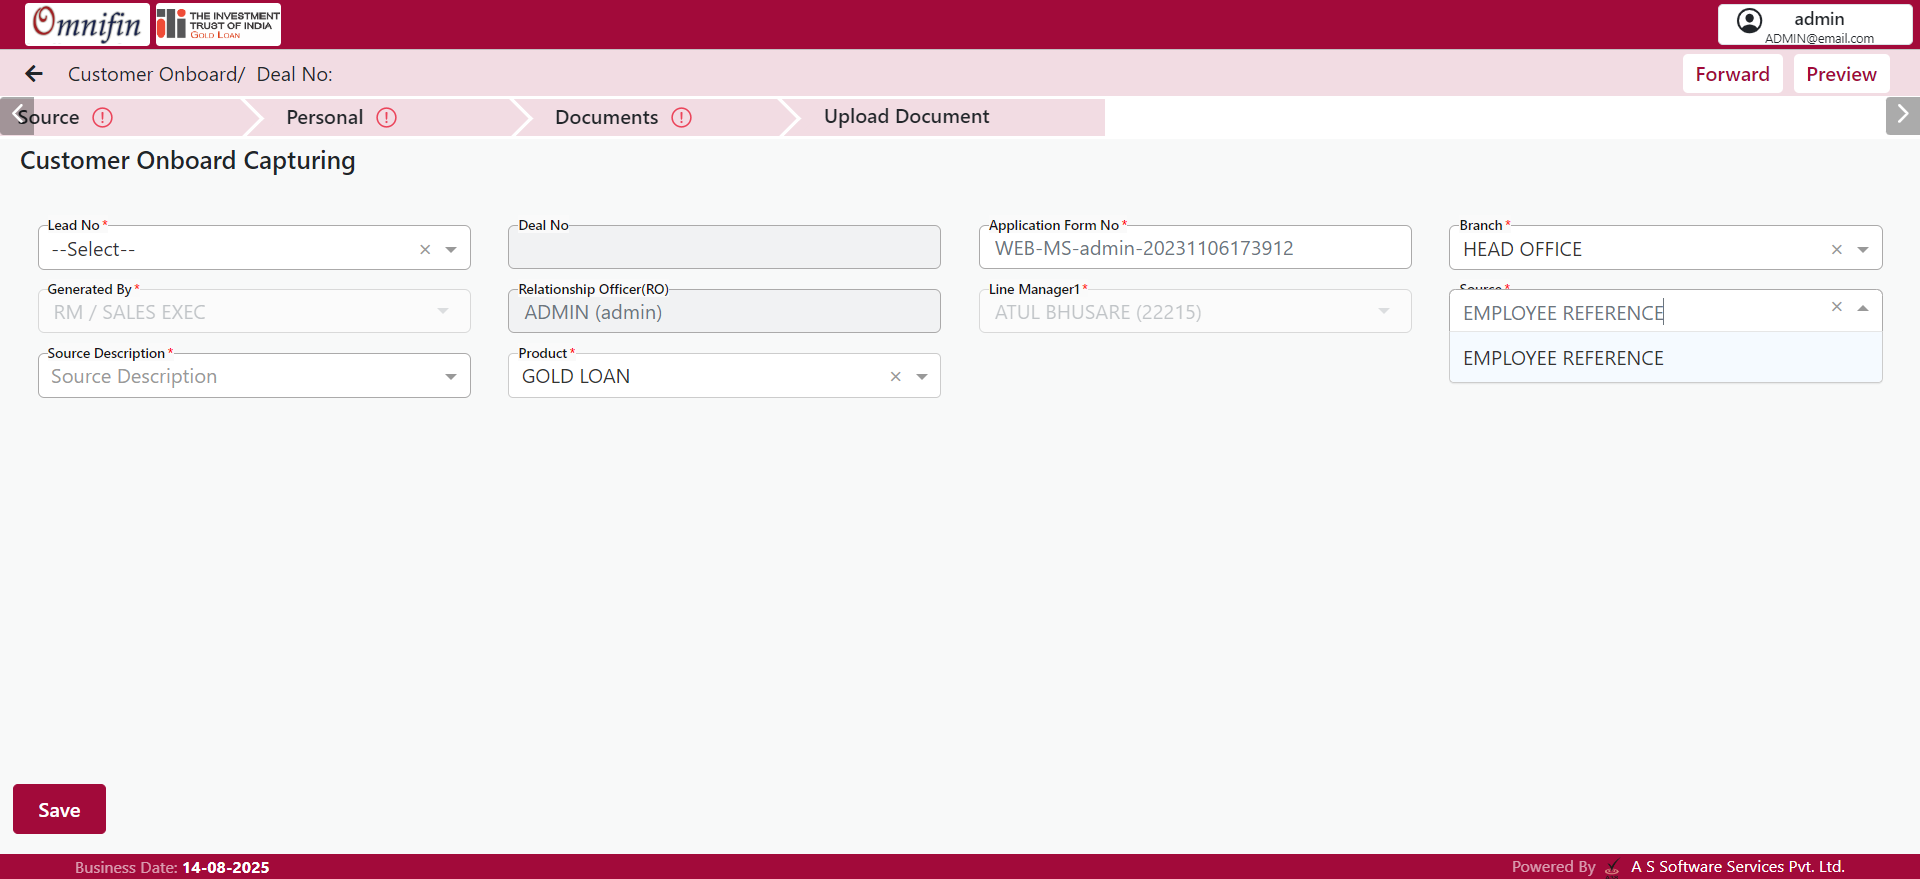 Omnifin
iti THE INVESTMENT
TRUST OF INDIA
GOLD LOAN
admin
ADMIN@email.com
Customer Onboard/ Deal No:
Forward
Preview
Source
Personal
Documents
Upload Document
Customer Onboard Capturing
Lead No *
--Select--
Deal No
Application Form No *
WEB-MS-admin-20231106173912
Branch *
HEAD OFFICE
Generated By *
RM / SALES EXEC
Relationship Officer(RO)
ADMIN (admin)
Line Manager1 *
ATUL BHUSARE (22215)
Source *
EMPLOYEE REFERENCE
EMPLOYEE REFERENCE
Source Description *
Source Description
Product *
GOLD LOAN
Save
Business Date: 14-08-2025
Powered By A S Software Services Pvt. Ltd.